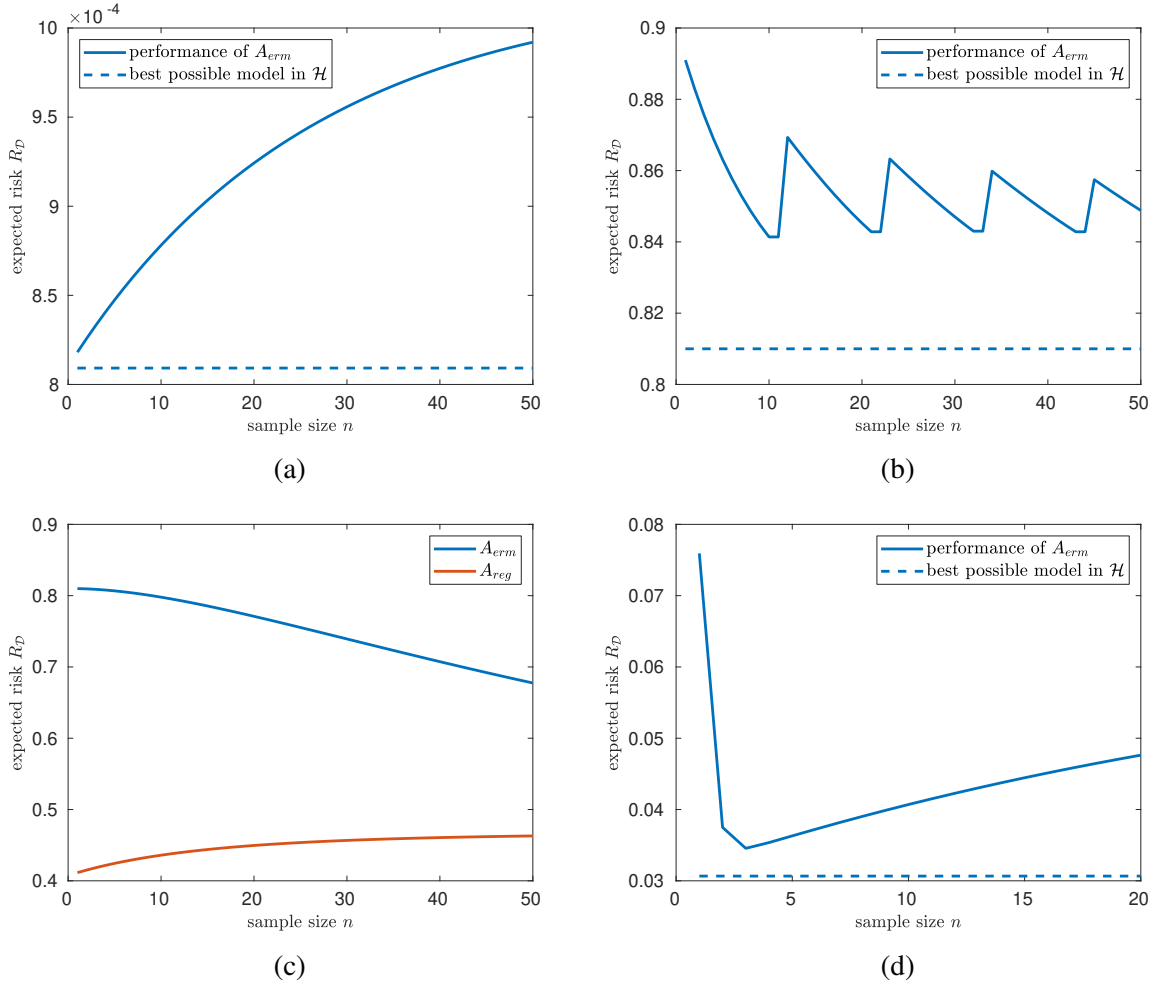 ×10⁻⁴
10
9.5
9
8.5
8
0 10 20 30 40 50
expected risk R_𝒟
sample size n
performance of A_erm
best possible model in ℋ
(a)
0.9
0.88
0.86
0.84
0.82
0.8
0 10 20 30 40 50
expected risk R_𝒟
sample size n
performance of A_erm
best possible model in ℋ
(b)
0.9
0.8
0.7
0.6
0.5
0.4
0 10 20 30 40 50
expected risk R_𝒟
sample size n
A_erm
A_reg
(c)
0.08
0.07
0.06
0.05
0.04
0.03
0 5 10 15 20
expected risk R_𝒟
sample size n
performance of A_erm
best possible model in ℋ
(d)